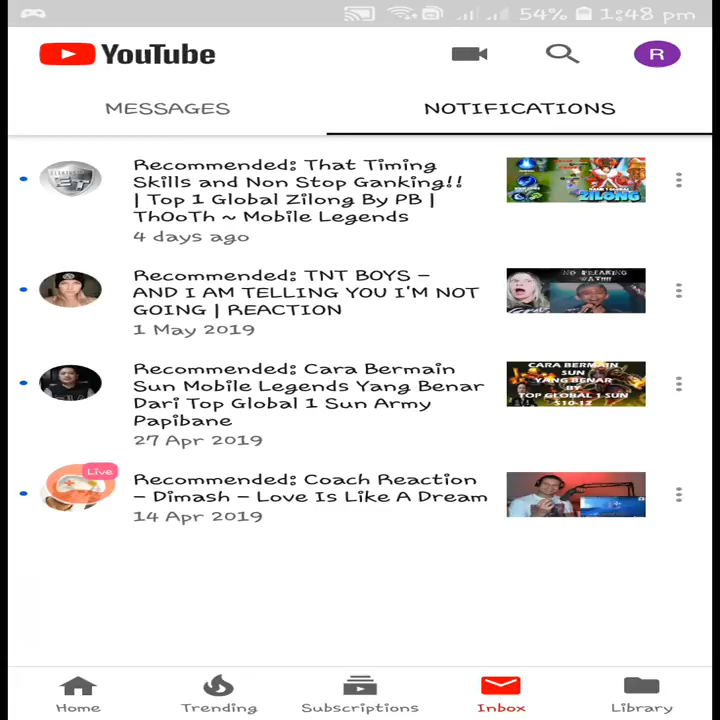 54% 1:48 pm
YouTube
R
MESSAGES NOTIFICATIONS
Recommended: That Timing
Skills and Non Stop Ganking!!
| Top 1 Global Zilong By PB |
ThOoTh ~ Mobile Legends
4 days ago
ZILONG
Recommended: TNT BOYS -
AND I AM TELLING YOU I'M NOT
GOING | REACTION
1 May 2019
NO FREAKING
Recommended: Cara Bermain
Sun Mobile Legends Yang Benar
Dari Top Global 1 Sun Army
Papibane
27 Apr 2019
CARA BERMAIN
SUN
YANG BENAR
BY
TOP GLOBAL 1 SUN
Live
Recommended: Coach Reaction
- Dimash - Love Is Like A Dream
14 Apr 2019
Home Trending Subscriptions Inbox Library